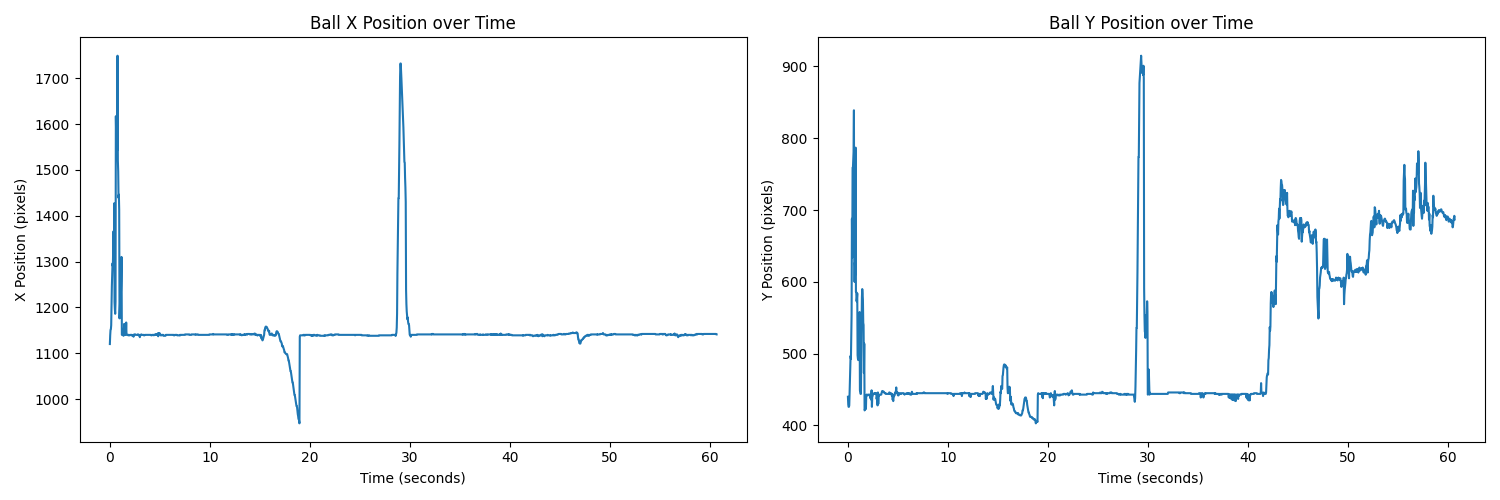 Ball X Position over Time
X Position (pixels)
1700
1600
1500
1400
1300
1200
1100
1000
0 10 20 30 40 50 60
Time (seconds)
Ball Y Position over Time
Y Position (pixels)
900
800
700
600
500
400
0 10 20 30 40 50 60
Time (seconds)